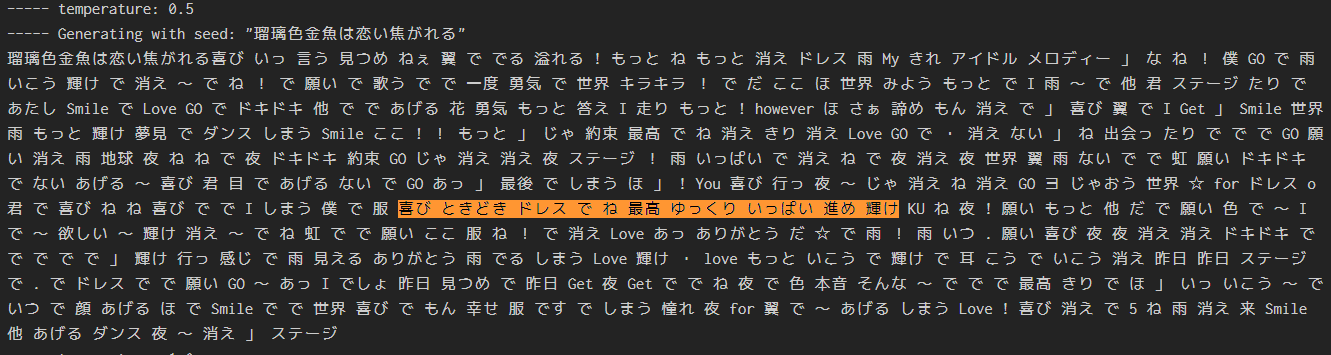 ----- temperature: 0.5
----- Generating with seed: "瑠璃色金魚は恋い焦がれる"
瑠璃色金魚は恋い焦がれる喜び いっ 言う 見つめ ねぇ 翼 で でる 溢れる ! もっと ね もっと 消え ドレス 雨 My きれ アイドル メロディー 」 な ね ! 僕 GO で 雨
いこう 輝け で 消え ～ で ね ! で 願い で 歌う で で 一度 勇気 で 世界 キラキラ ! で だ ここ ほ 世界 みよう もっと で I 雨 ～ で 他 君 ステージ たり で
あたし Smile で Love GO で ドキドキ 他 で で あげる 花 勇気 もっと 答え I 走り もっと ! however ほ さぁ 諦め もん 消え で 」 喜び 翼 で I Get 」 Smile 世界
雨 もっと 輝け 夢見 で ダンス しまう Smile ここ ! ! もっと 」 じゃ 約束 最高 で ね 消え きり 消え Love GO で · 消え ない 」 ね 出会っ たり で で で GO 願
い 消え 雨 地球 夜 ね ね で 夜 ドキドキ 約束 GO じゃ 消え 消え 夜 ステージ ! 雨 いっぱい で 消え ね で 夜 消え 夜 世界 翼 雨 ない で で 虹 願い ドキドキ
で ない あげる ～ 喜び 君 目 で あげる ない で GO あっ 」 最後 で しまう ほ 」 ! You 喜び 行っ 夜 ～ じゃ 消え ね 消え GO ヨ じゃおう 世界 ☆ for ドレス o
君 で 喜び ね ね 喜び で で I しまう 僕 で 服 喜び ときどき ドレス で ね 最高 ゆっくり いっぱい 進め 輝け KU ね 夜 ! 願い もっと 他 だ で 願い 色 で ～ I
で ～ 欲しい ～ 輝け 消え ～ で ね 虹 で で 願い ここ 服 ね ! で 消え Love あっ ありがとう だ ☆ で 雨 ! 雨 いつ . 願い 喜び 夜 夜 消え 消え ドキドキ で
で で で で 」 輝け 行っ 感じ で 雨 見える ありがとう 雨 でる しまう Love 輝け · love もっと いこう で 輝け で 耳 こう で いこう 消え 昨日 昨日 ステージ
で . で ドレス で で 願い GO ～ あっ I でしょ 昨日 見つめ で 昨日 Get 夜 Get で で ね 夜 で 色 本音 そんな ～ で で で 最高 きり で ほ 」 いっ いこう ～ で
いつ で 顔 あげる ほ で Smile で で 世界 喜び で もん 幸せ 服 です で しまう 憧れ 夜 for 翼 で ～ あげる しまう Love ! 喜び 消え で 5 ね 雨 消え 来 Smile
他 あげる ダンス 夜 ～ 消え 」 ステージ